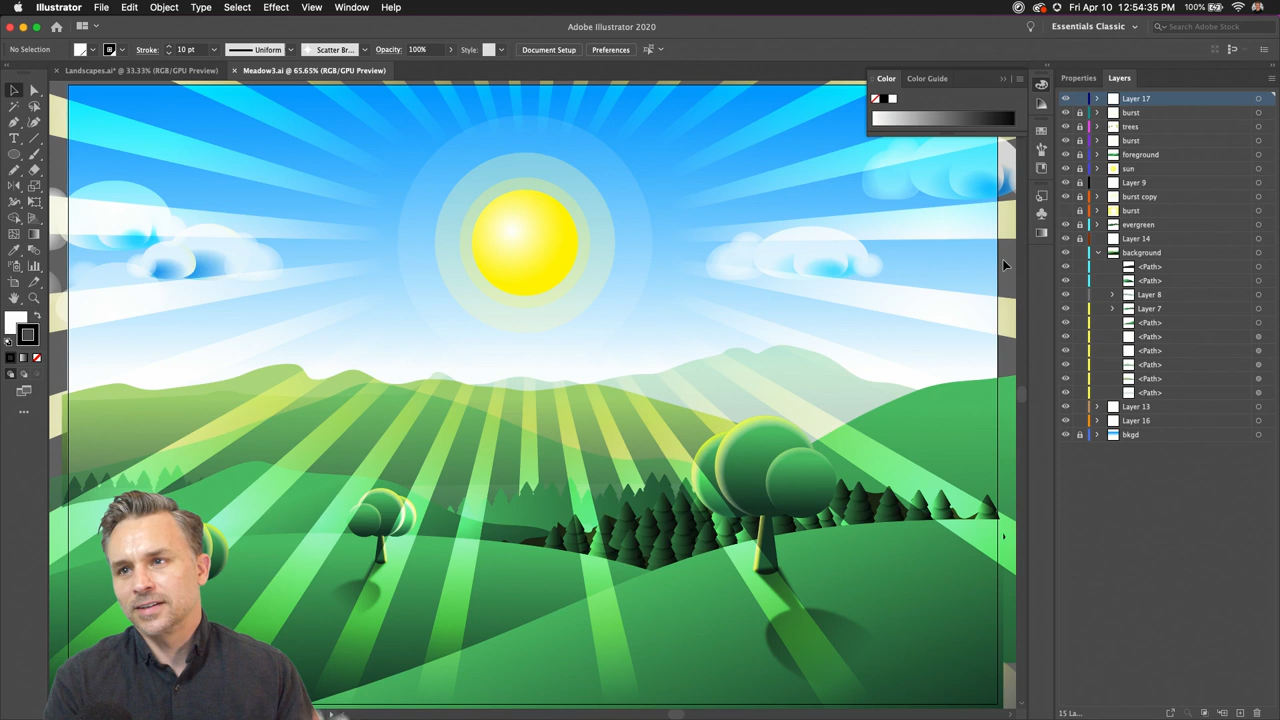 Illustrator File Edit Object Type Select Effect View Window Help
100% Fri Apr 10 12:54:35 PM
Adobe Illustrator 2020
Essentials Classic
Search Adobe Stock
No Selection Stroke: 10 pt Uniform Scatter Br... Opacity: 100% Style: Document Setup Preferences
Landscapes.ai* @ 33.33% (RGB/GPU Preview)
Meadow3.ai @ 65.65% (RGB/GPU Preview)
Color Color Guide
Properties Layers
Layer 17
burst
trees
burst
foreground
sun
Layer 9
burst copy
burst
evergreen
Layer 14
background
<Path>
<Path>
Layer 8
Layer 7
<Path>
<Path>
<Path>
<Path>
<Path>
<Path>
Layer 13
Layer 16
bkgd
15 La...